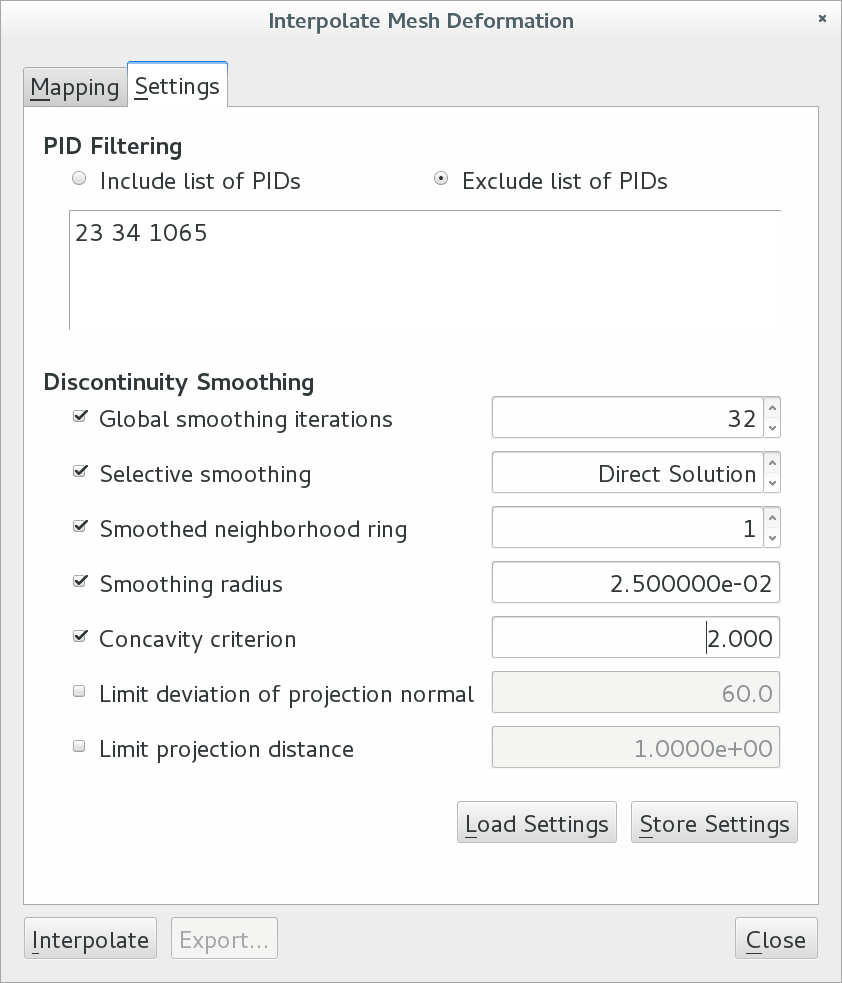 Interpolate Mesh Deformation
Mapping Settings
PID Filtering
Include list of PIDs Exclude list of PIDs
23 34 1065
Discontinuity Smoothing
Global smoothing iterations 32
Selective smoothing Direct Solution
Smoothed neighborhood ring 1
Smoothing radius 2.500000e-02
Concavity criterion 2.000
Limit deviation of projection normal 60.0
Limit projection distance 1.0000e+00
Load Settings Store Settings
Interpolate Export... Close